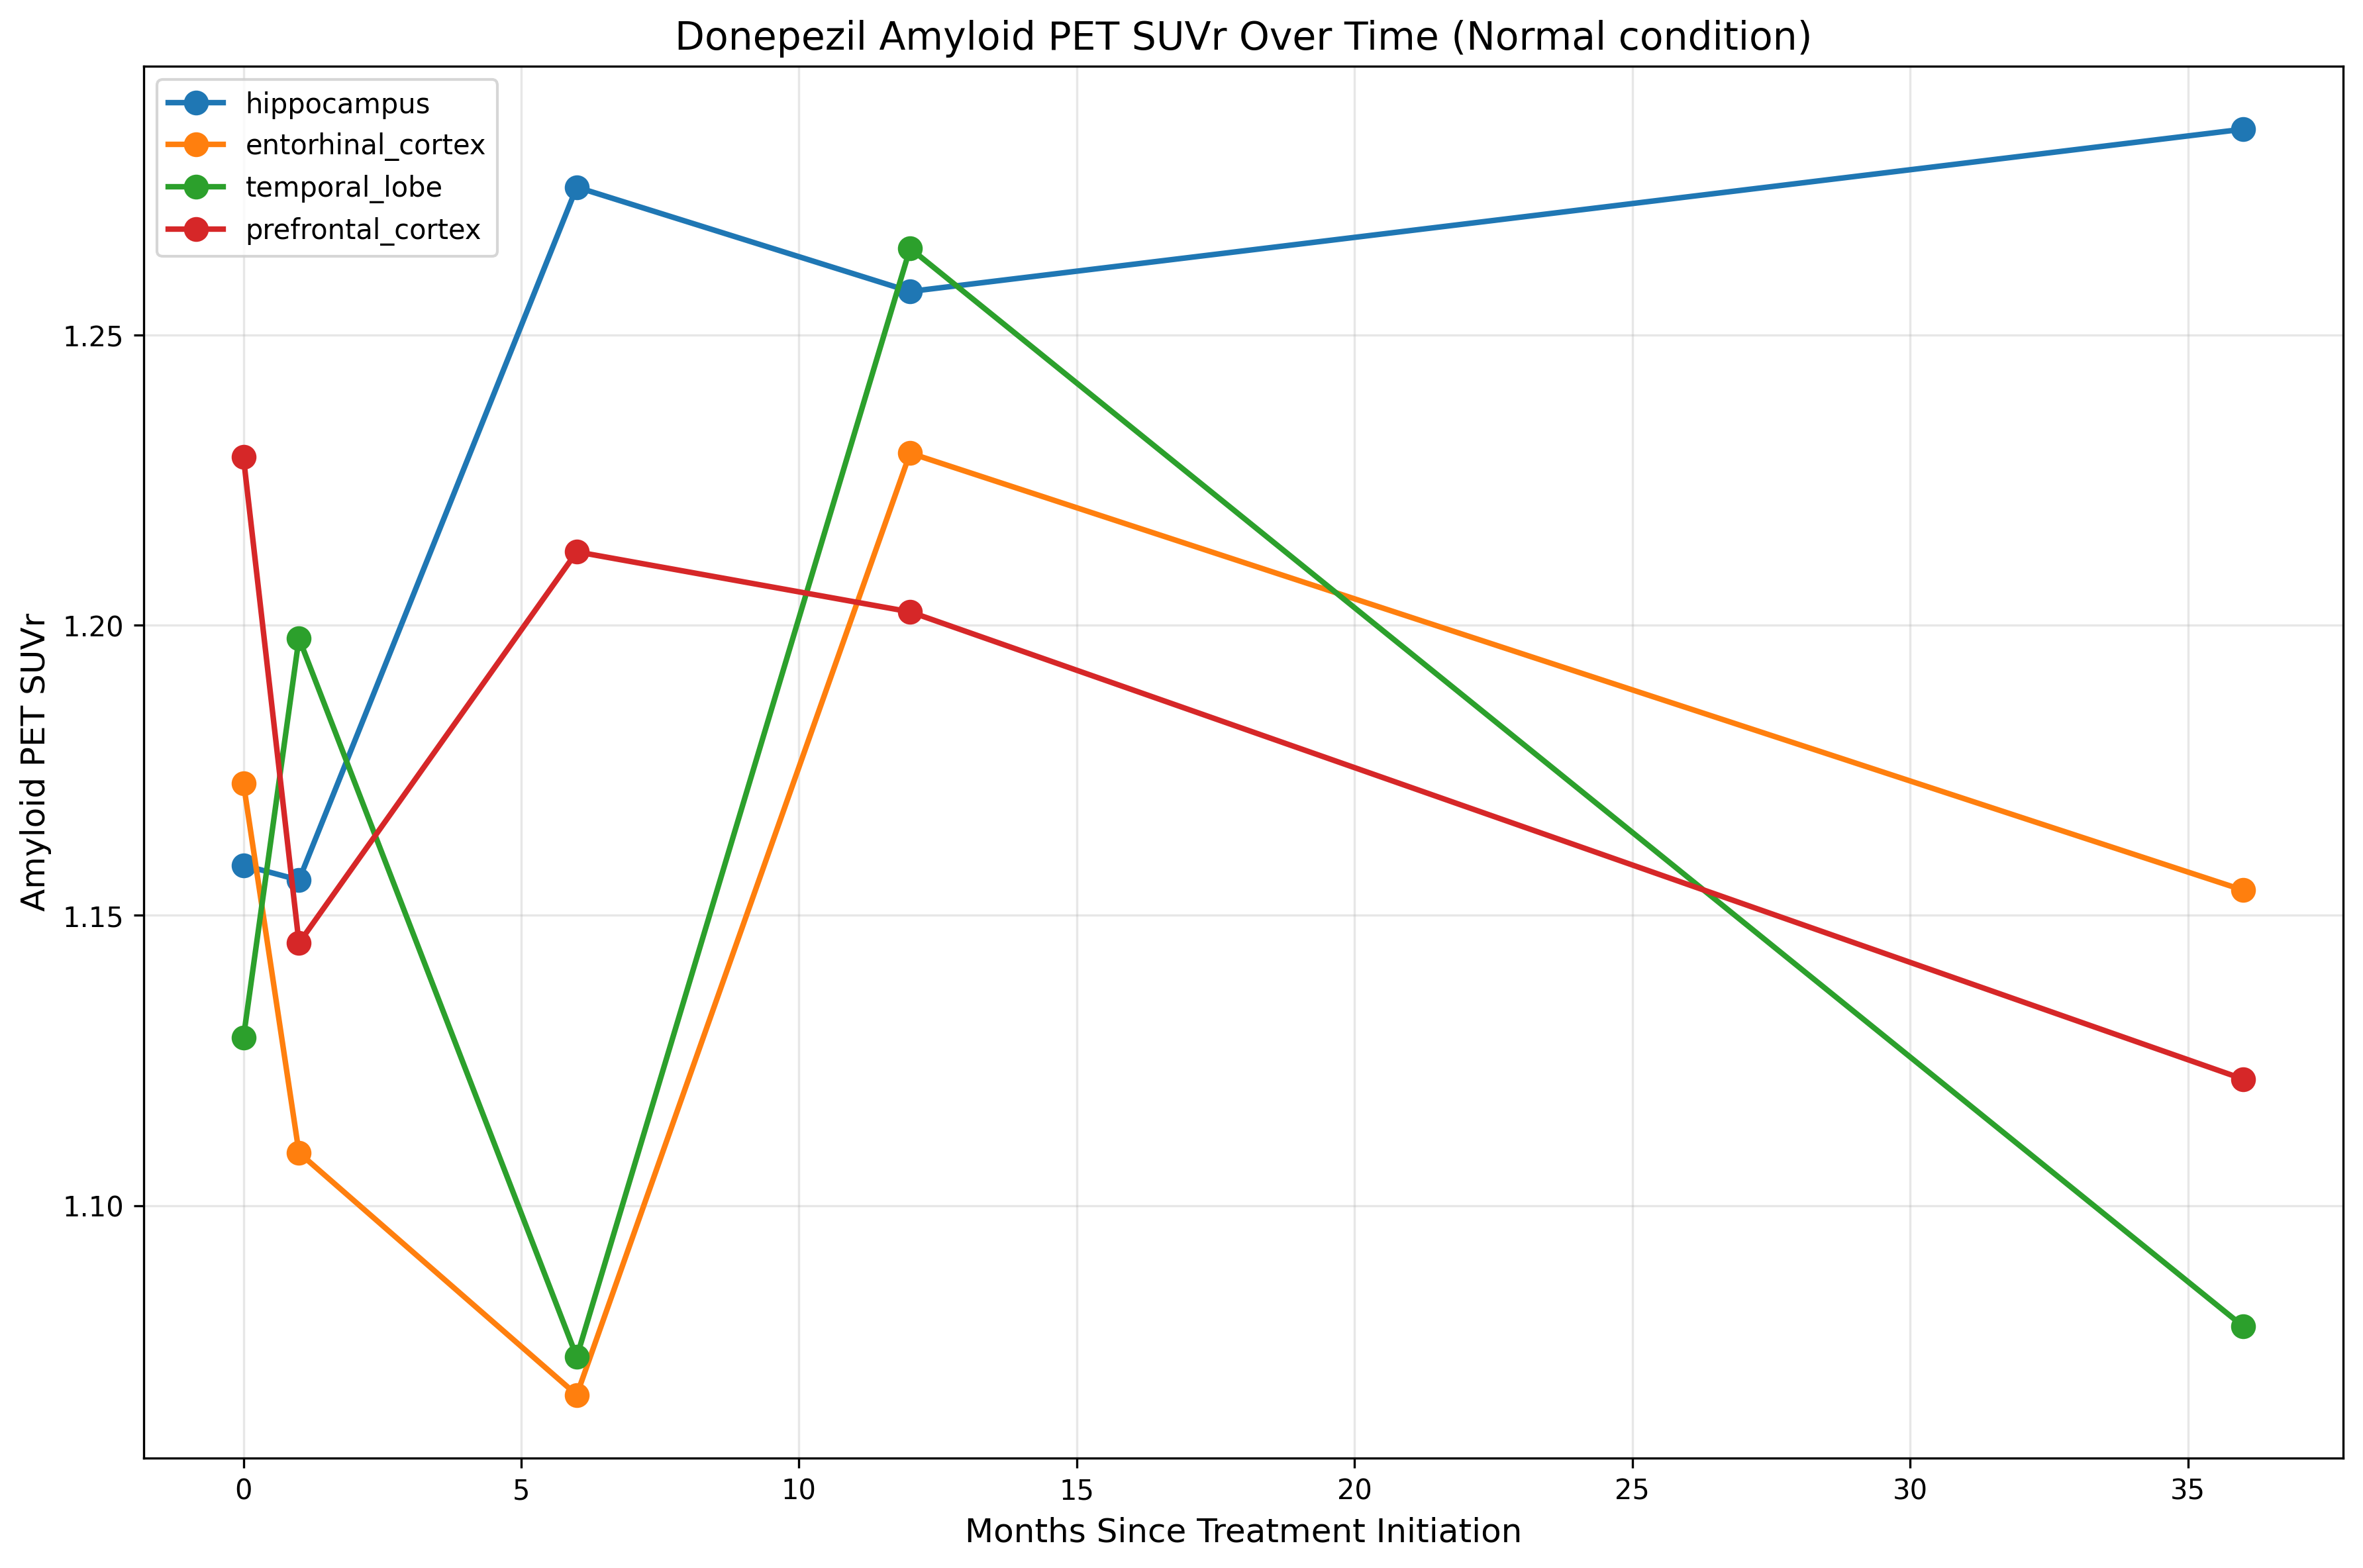 Donepezil Amyloid PET SUVr Over Time (Normal condition)
hippocampus
entorhinal_cortex
temporal_lobe
prefrontal_cortex
Amyloid PET SUVr
1.25
1.20
1.15
1.10
0 5 10 15 20 25 30 35
Months Since Treatment Initiation